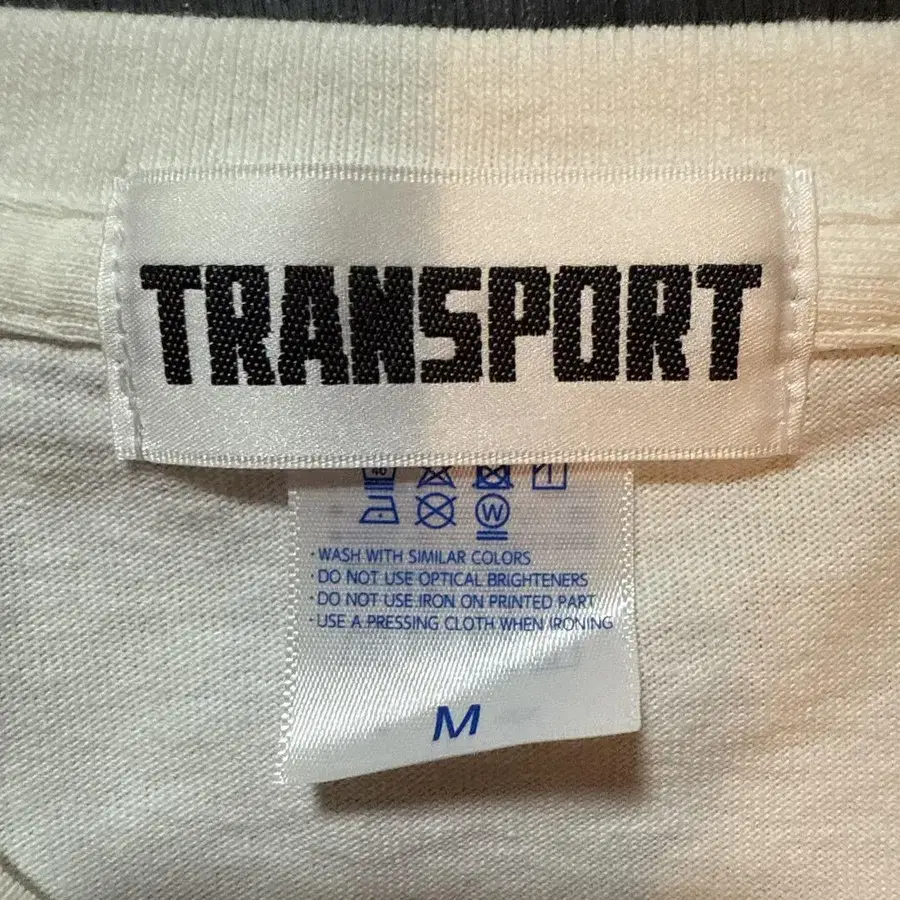 TRANSPORT
40
W
· WASH WITH SIMILAR COLORS
· DO NOT USE OPTICAL BRIGHTENERS
· DO NOT USE IRON ON PRINTED PART
· USE A PRESSING CLOTH WHEN IRONING
M